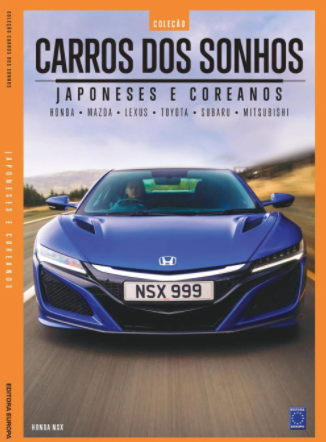 COLEÇÃO
CARROS DOS SONHOS
JAPONESES E COREANOS
HONDA • MAZDA • LEXUS • TOYOTA • SUBARU • MITSUBISHI
NSX 999
HONDA NSX
COLEÇÃO CARROS DOS SONHOS
JAPONESES E COREANOS
EDITORA EUROPA